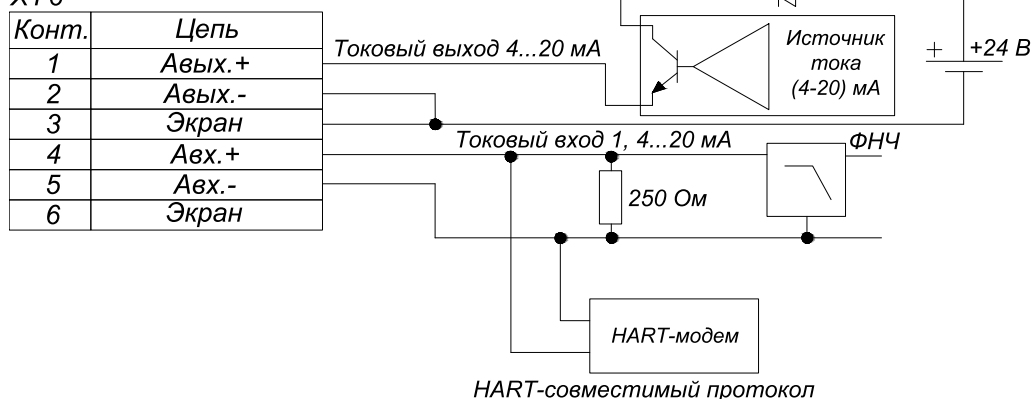 Конт. Цепь
1 Авых.+
2 Авых.-
3 Экран
4 Авх.+
5 Авх.-
6 Экран
Токовый выход 4...20 мА
Источник
тока
(4-20) мА
+ +24 В
Токовый вход 1, 4...20 мА
ФНЧ
250 Ом
HART-модем
HART-совместимый протокол